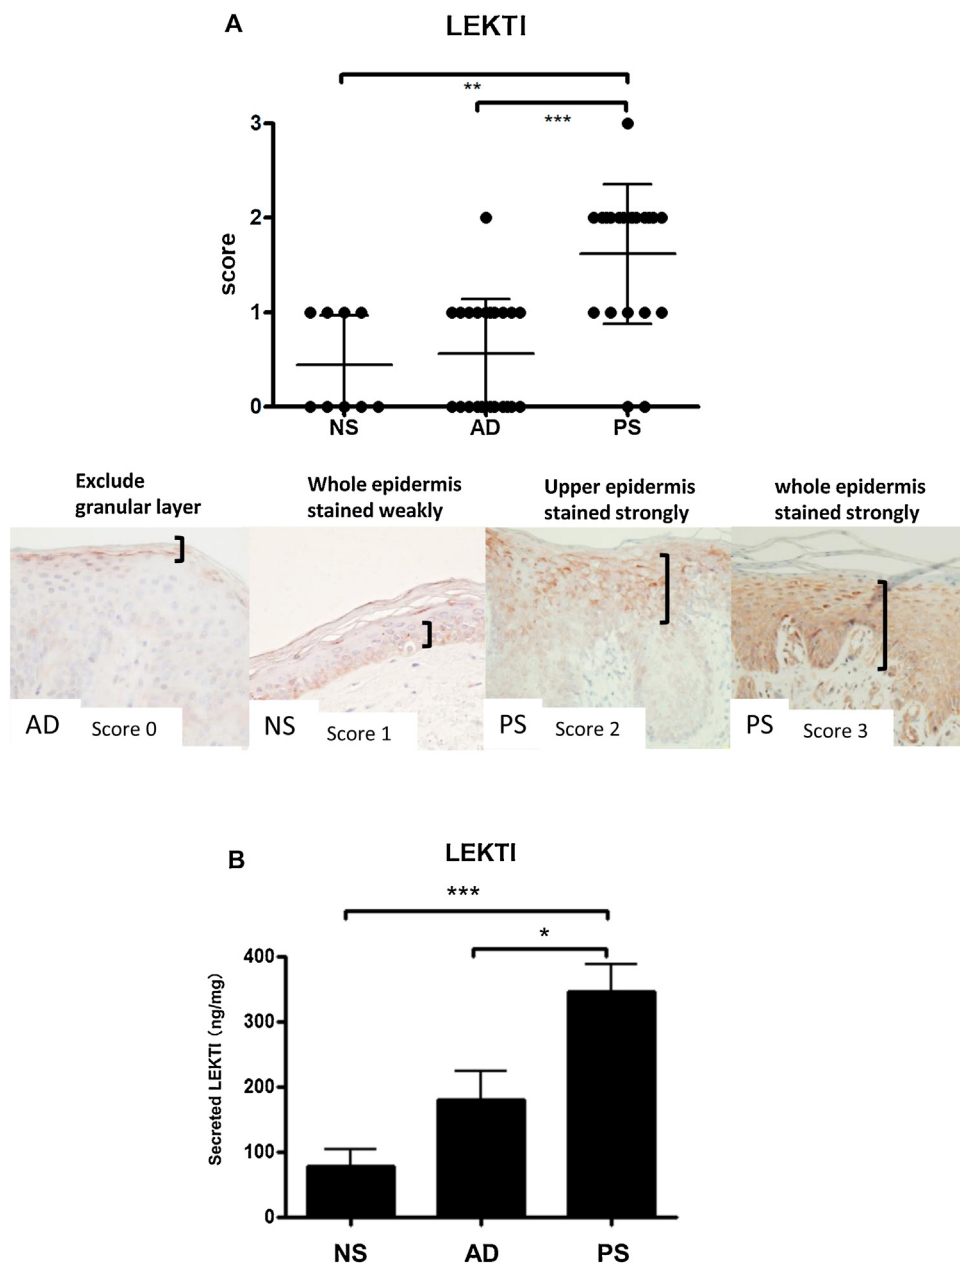 A
LEKTI
**
***
3
2
1
0
score
NS
AD
PS
Exclude
granular layer
Whole epidermis
stained weakly
Upper epidermis
stained strongly
whole epidermis
stained strongly
AD
Score 0
NS
Score 1
PS
Score 2
PS
Score 3
B
LEKTI
***
*
400
300
200
100
0
Secreted LEKTI (ng/mg)
NS
AD
PS